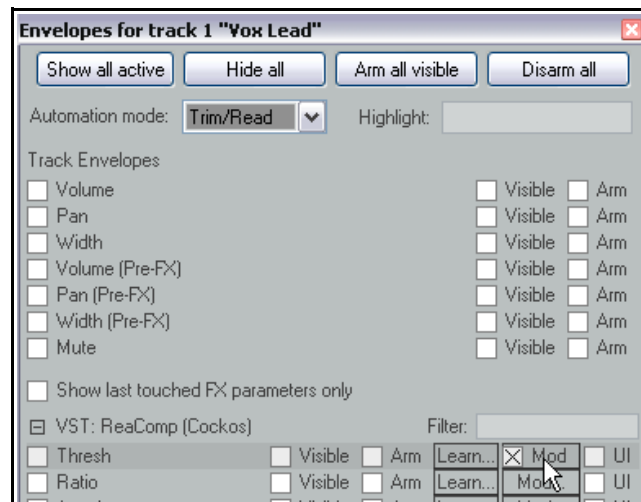 Envelopes for track 1 "Vox Lead"
Show all active Hide all Arm all visible Disarm all
Automation mode: Trim/Read Highlight:
Track Envelopes
Volume Visible Arm
Pan Visible Arm
Width Visible Arm
Volume (Pre-FX) Visible Arm
Pan (Pre-FX) Visible Arm
Width (Pre-FX) Visible Arm
Mute Visible Arm
Show last touched FX parameters only
VST: ReaComp (Cockos) Filter:
Thresh Visible Arm Learn... Mod UI
Ratio Visible Arm Learn... UI